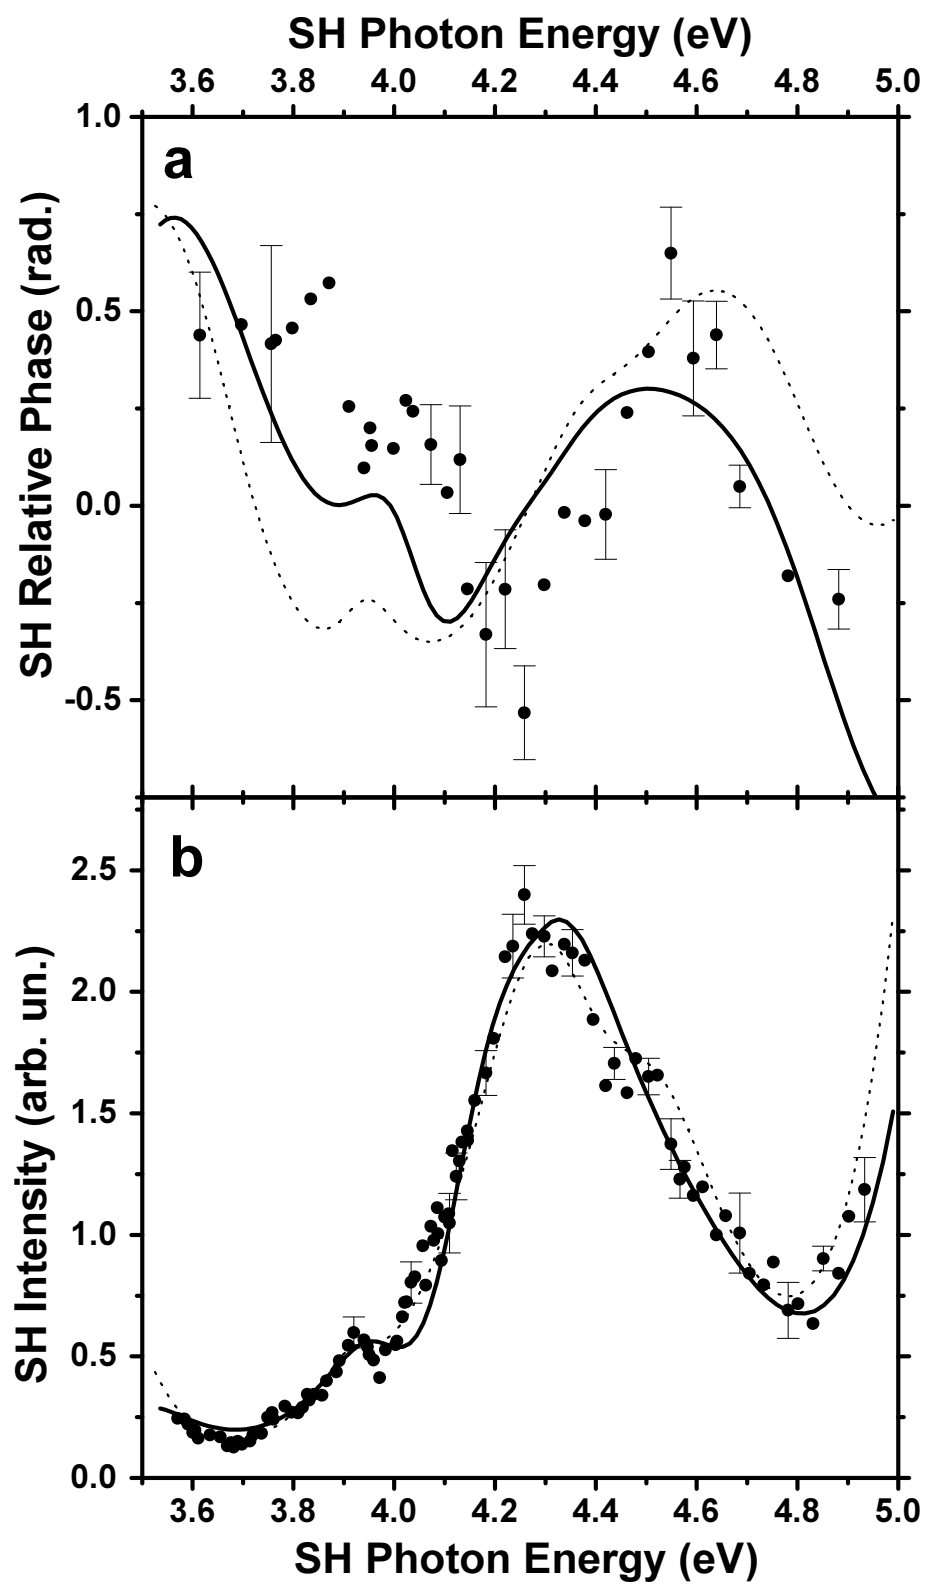 SH Photon Energy (eV)
3.6 3.8 4.0 4.2 4.4 4.6 4.8 5.0
a
SH Relative Phase (rad.)
1.0
0.5
0.0
-0.5
b
SH Intensity (arb. un.)
2.5
2.0
1.5
1.0
0.5
0.0
3.6 3.8 4.0 4.2 4.4 4.6 4.8 5.0
SH Photon Energy (eV)